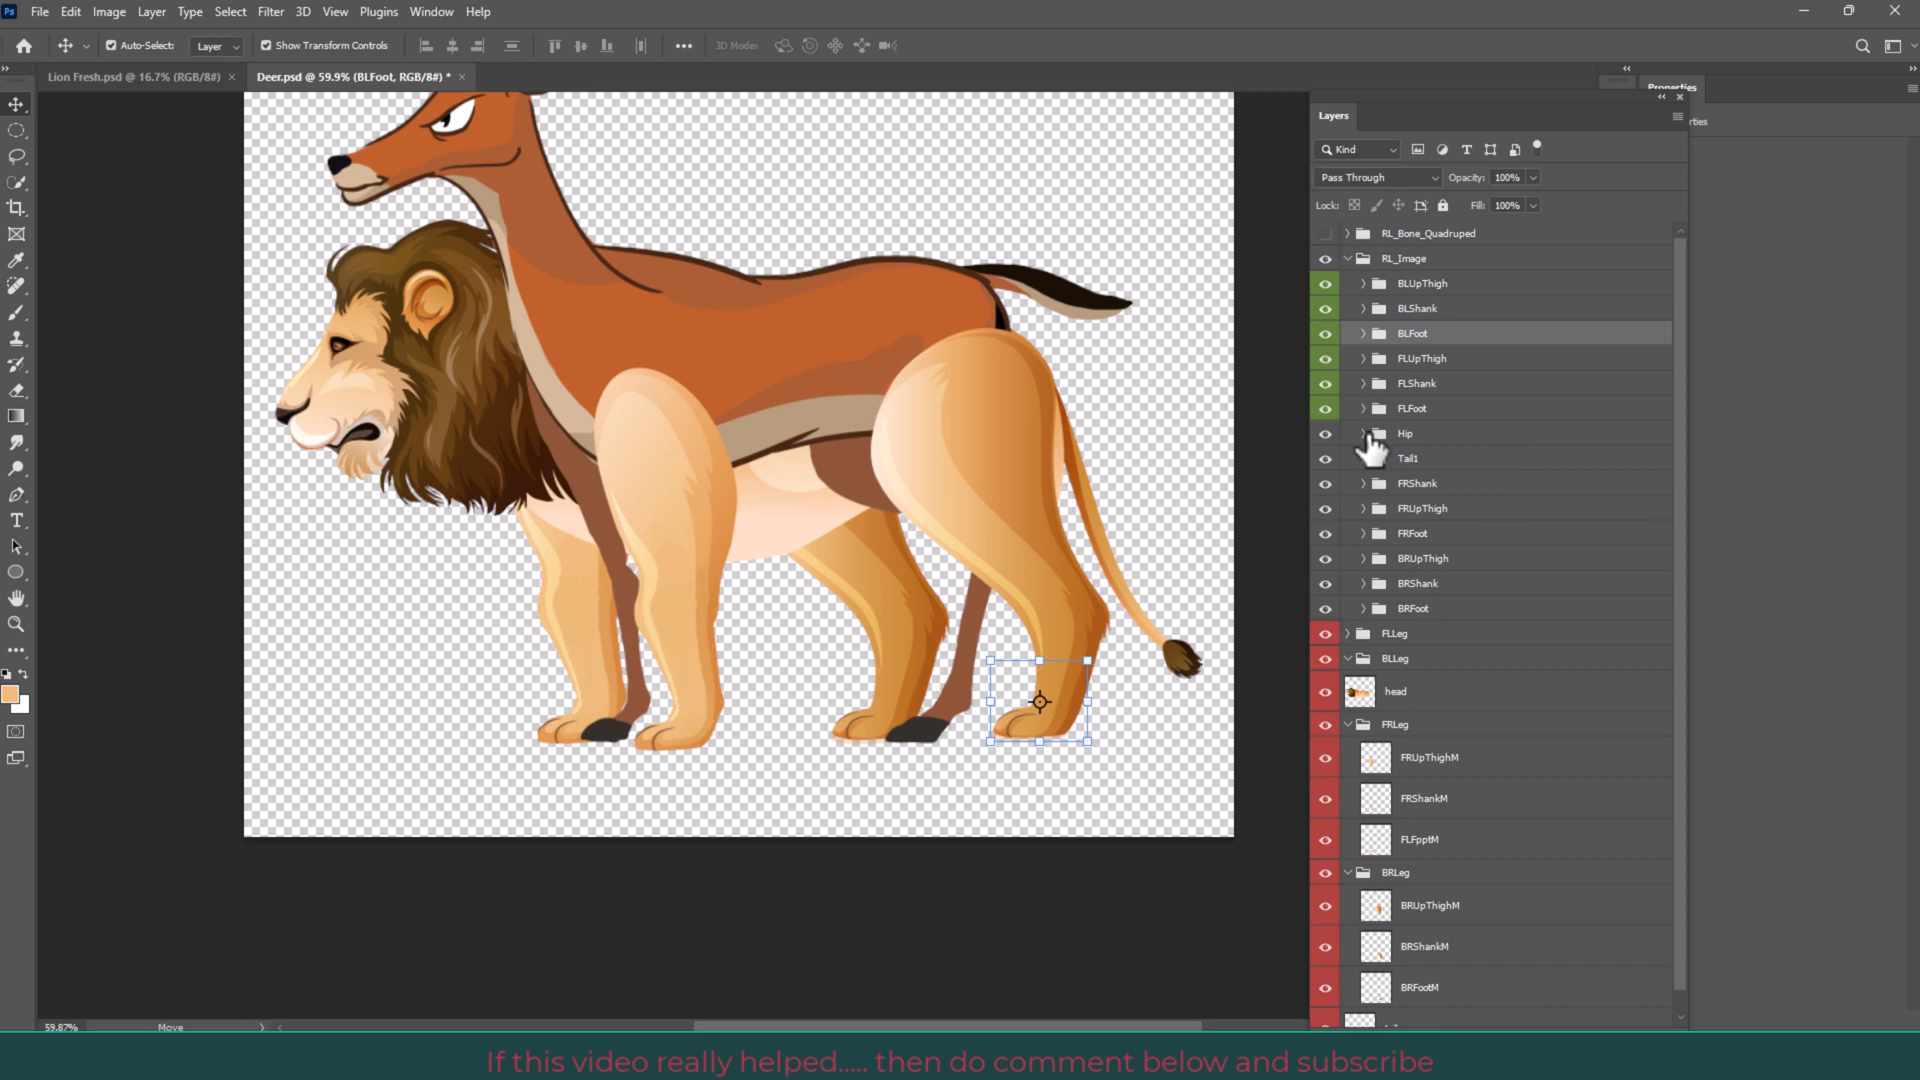 Ps File Edit Image Layer Type Select Filter 3D View Plugins Window Help
Auto-Select: Layer Show Transform Controls 3D Mode:
Lion Fresh.psd @ 16.7% (RGB/8#) × Deer.psd @ 59.9% (BLFoot, RGB/8#) * ×
Properties
Layers
Kind
Pass Through Opacity: 100%
Lock: Fill: 100%
RL_Bone_Quadruped
RL_Image
BLUpThigh
BLShank
BLFoot
FLUpThigh
FLShank
FLFoot
Hip
Tail1
FRShank
FRUpThigh
FRFoot
BRUpThigh
BRShank
BRFoot
FLLeg
BLLeg
head
FRLeg
FRUpThighM
FRShankM
FLFpptM
BRLeg
BRUpThighM
BRShankM
BRFootM
59.87% Move
If this video really helped..... then do comment below and subscribe